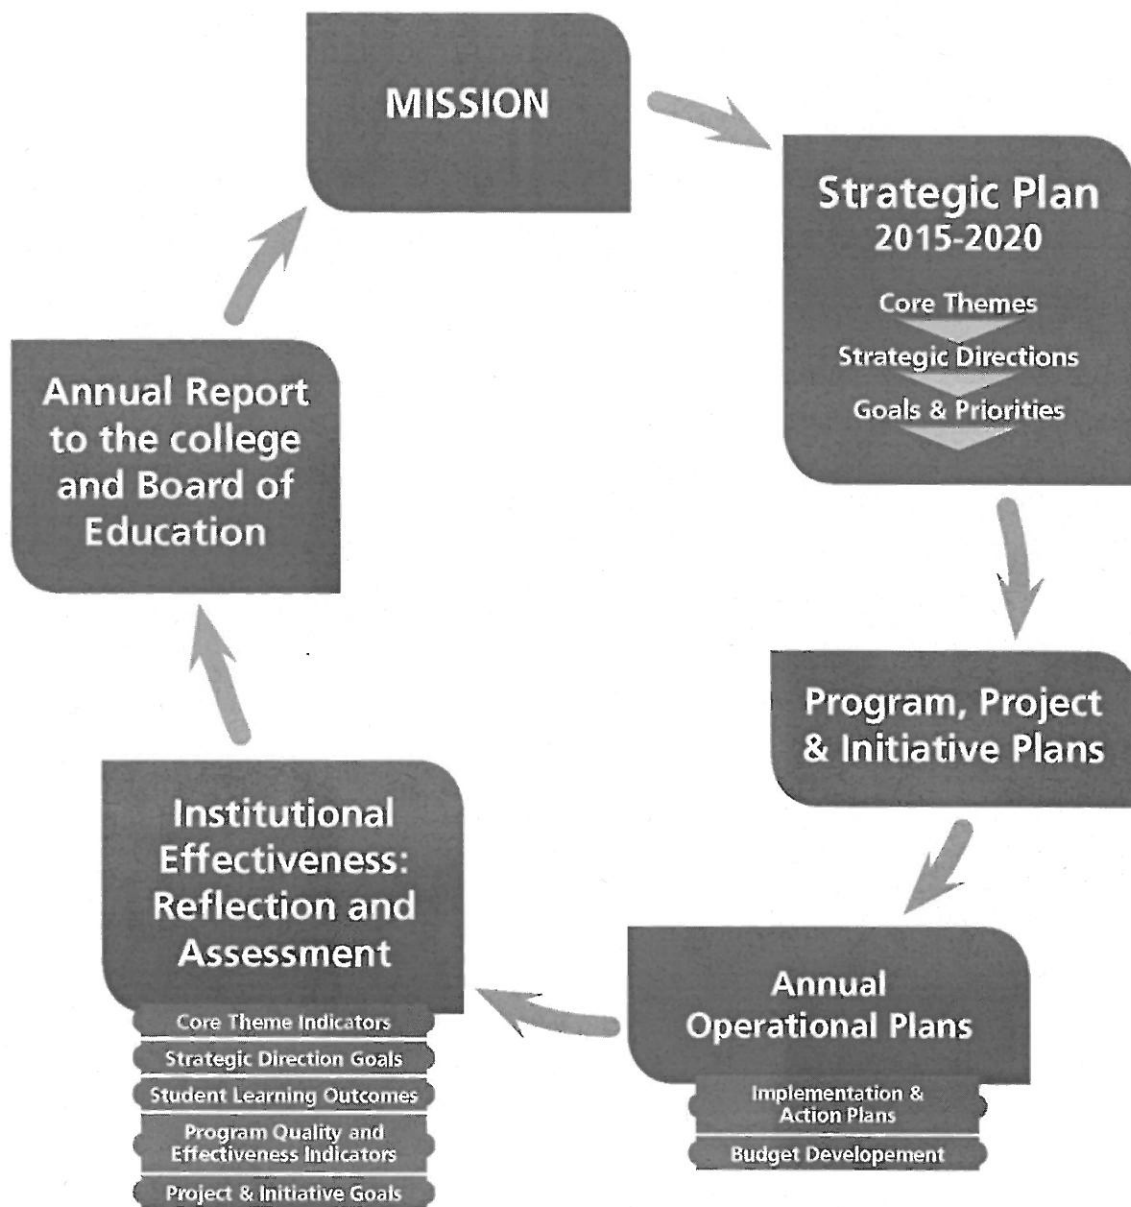 MISSION
Strategic Plan
2015-2020
Core Themes
Strategic Directions
Goals & Priorities
Program, Project
& Initiative Plans
Annual
Operational Plans
Implementation &
Action Plans
Budget Developement
Institutional
Effectiveness:
Reflection and
Assessment
Core Theme Indicators
Strategic Direction Goals
Student Learning Outcomes
Program Quality and
Effectiveness Indicators
Project & Initiative Goals
Annual Report
to the college
and Board of
Education